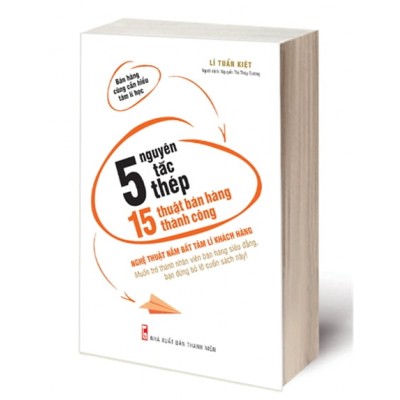 LÍ TUẤN KIỆT
Người dịch: Nguyễn Thị Thùy Dương
Bán hàng
cũng cần hiểu
tâm lí học
5 nguyên
tắc
thép
15 thuật bán hàng
thành công
NGHỆ THUẬT NẮM BẮT TÂM LÍ KHÁCH HÀNG
Muốn trở thành nhân viên bán hàng siêu đẳng,
bạn đừng bỏ lỡ cuốn sách này!
NHÀ XUẤT BẢN THANH NIÊN